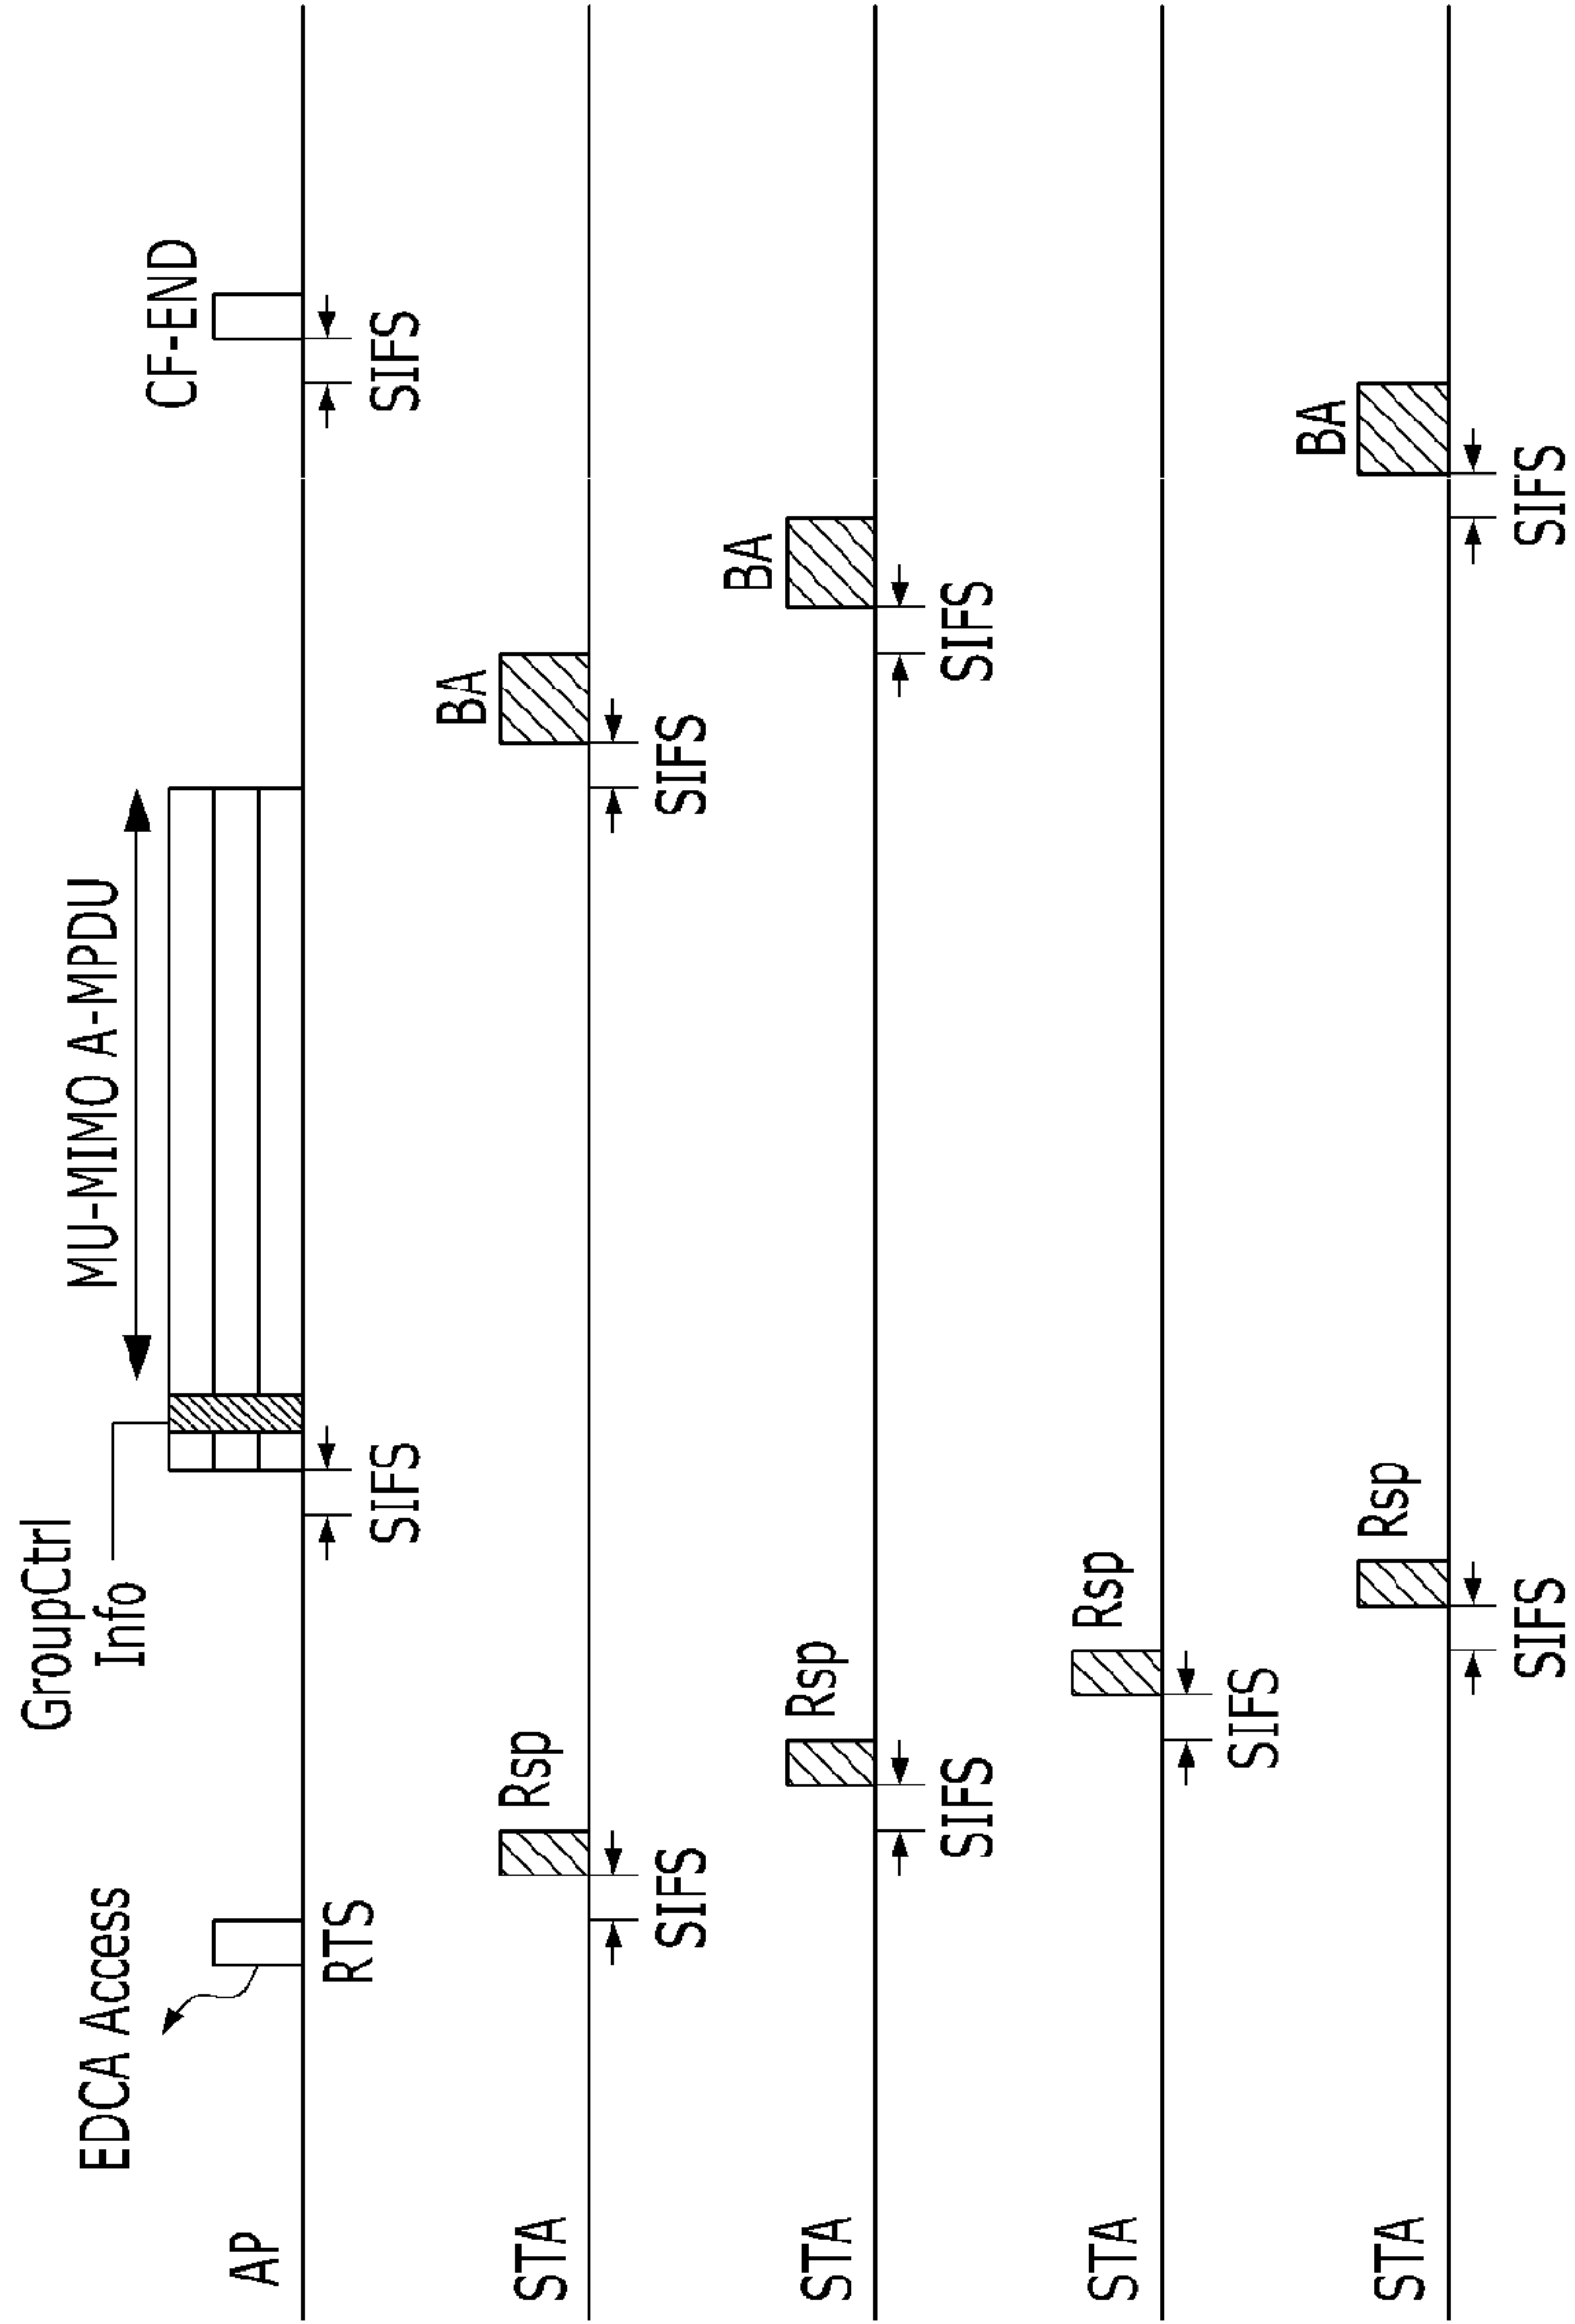 GroupCtrl
Info
MU-MIMO A-MPDU
EDCA Access
CF-END
AP
RTS
SIFS
SIFS
Rsp
BA
STA
SIFS
SIFS
Rsp
BA
STA
SIFS
SIFS
Rsp
STA
SIFS
Rsp
BA
STA
SIFS
SIFS